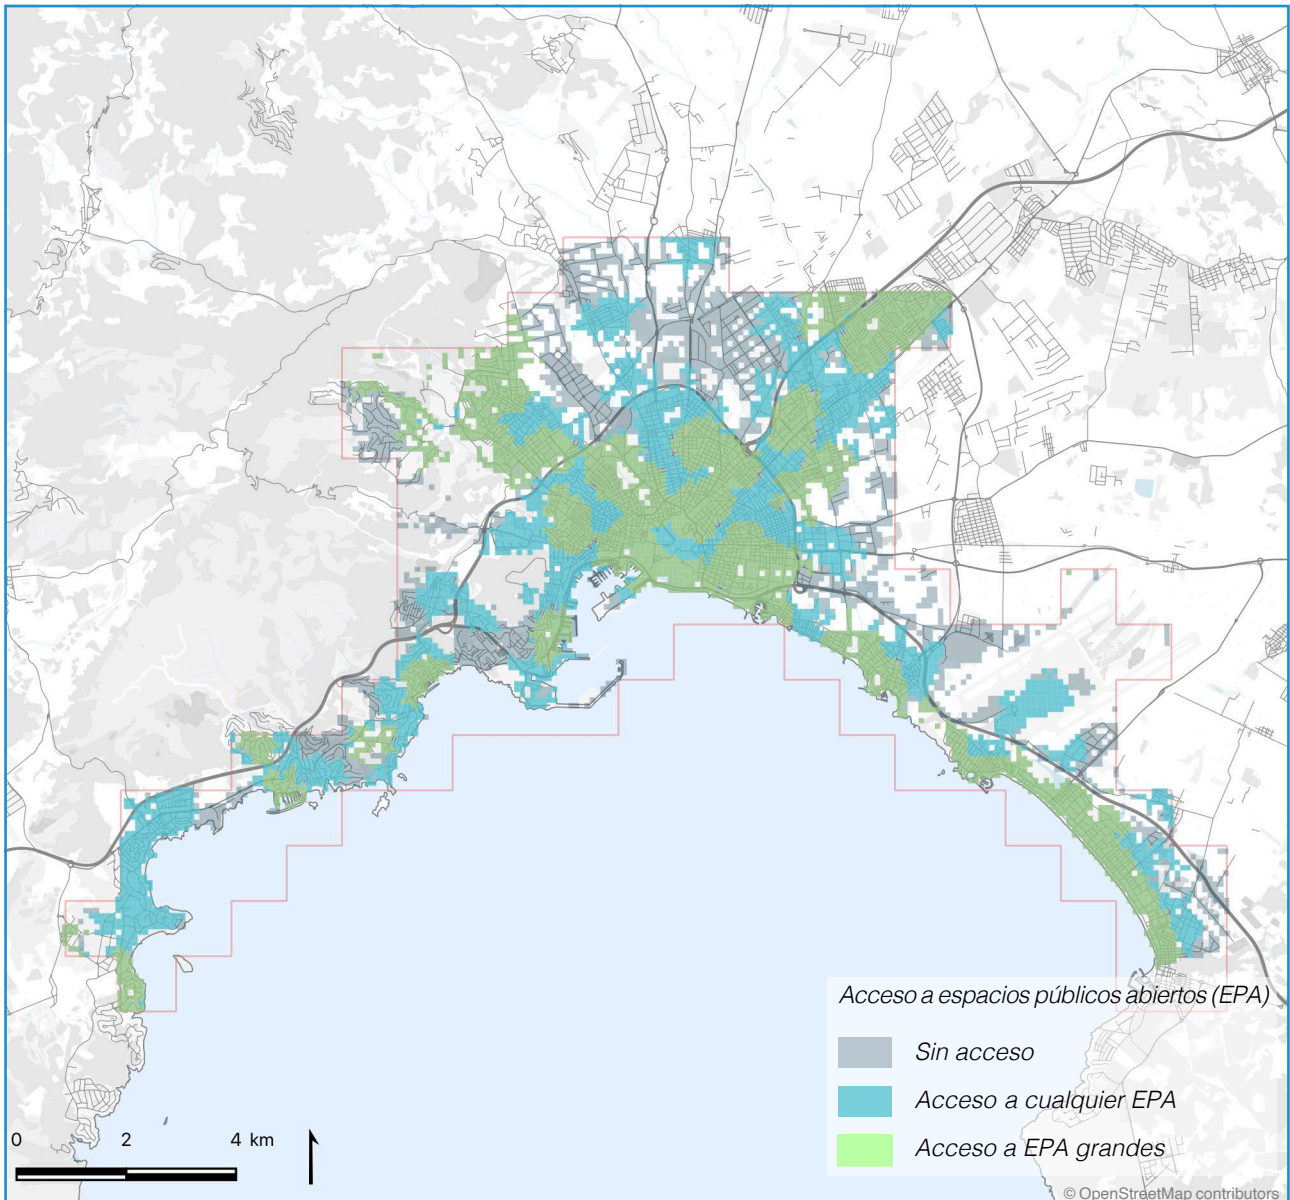 Acceso a espacios públicos abiertos (EPA)
Sin acceso
Acceso a cualquier EPA
Acceso a EPA grandes
0 2 4 km
© OpenStreetMap contributors